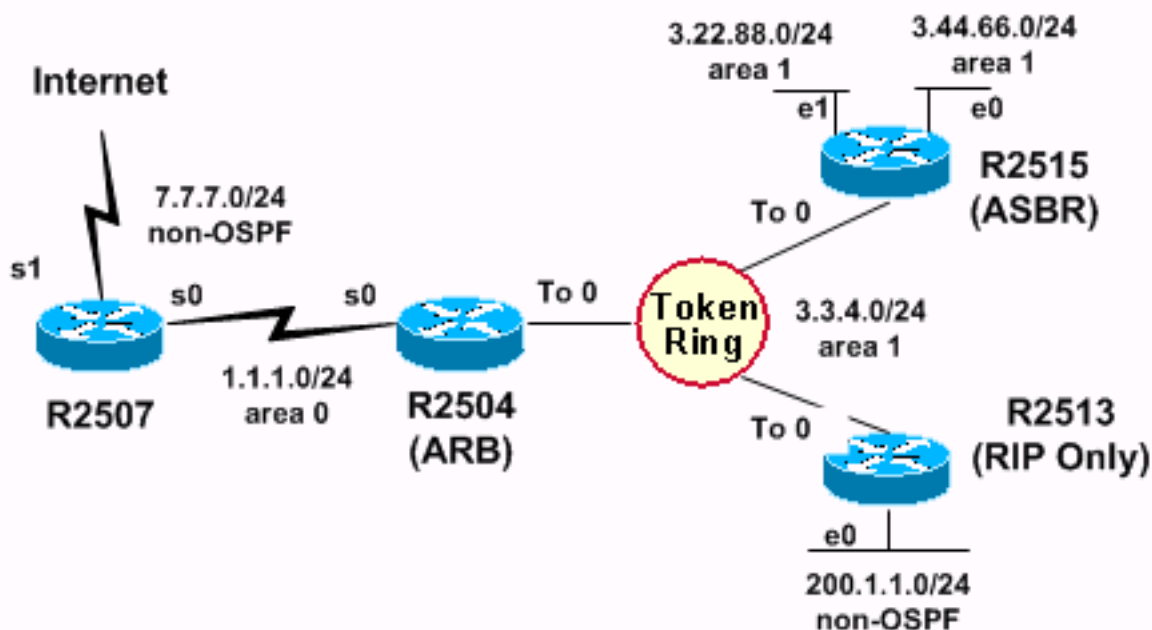 3.22.88.0/24
area 1
3.44.66.0/24
area 1
e1
e0
Internet
R2515
(ASBR)
To 0
7.7.7.0/24
non-OSPF
s1
s0
s0
To 0
Token
Ring
3.3.4.0/24
area 1
1.1.1.0/24
area 0
R2507
R2504
(ARB)
To 0
R2513
(RIP Only)
e0
200.1.1.0/24
non-OSPF